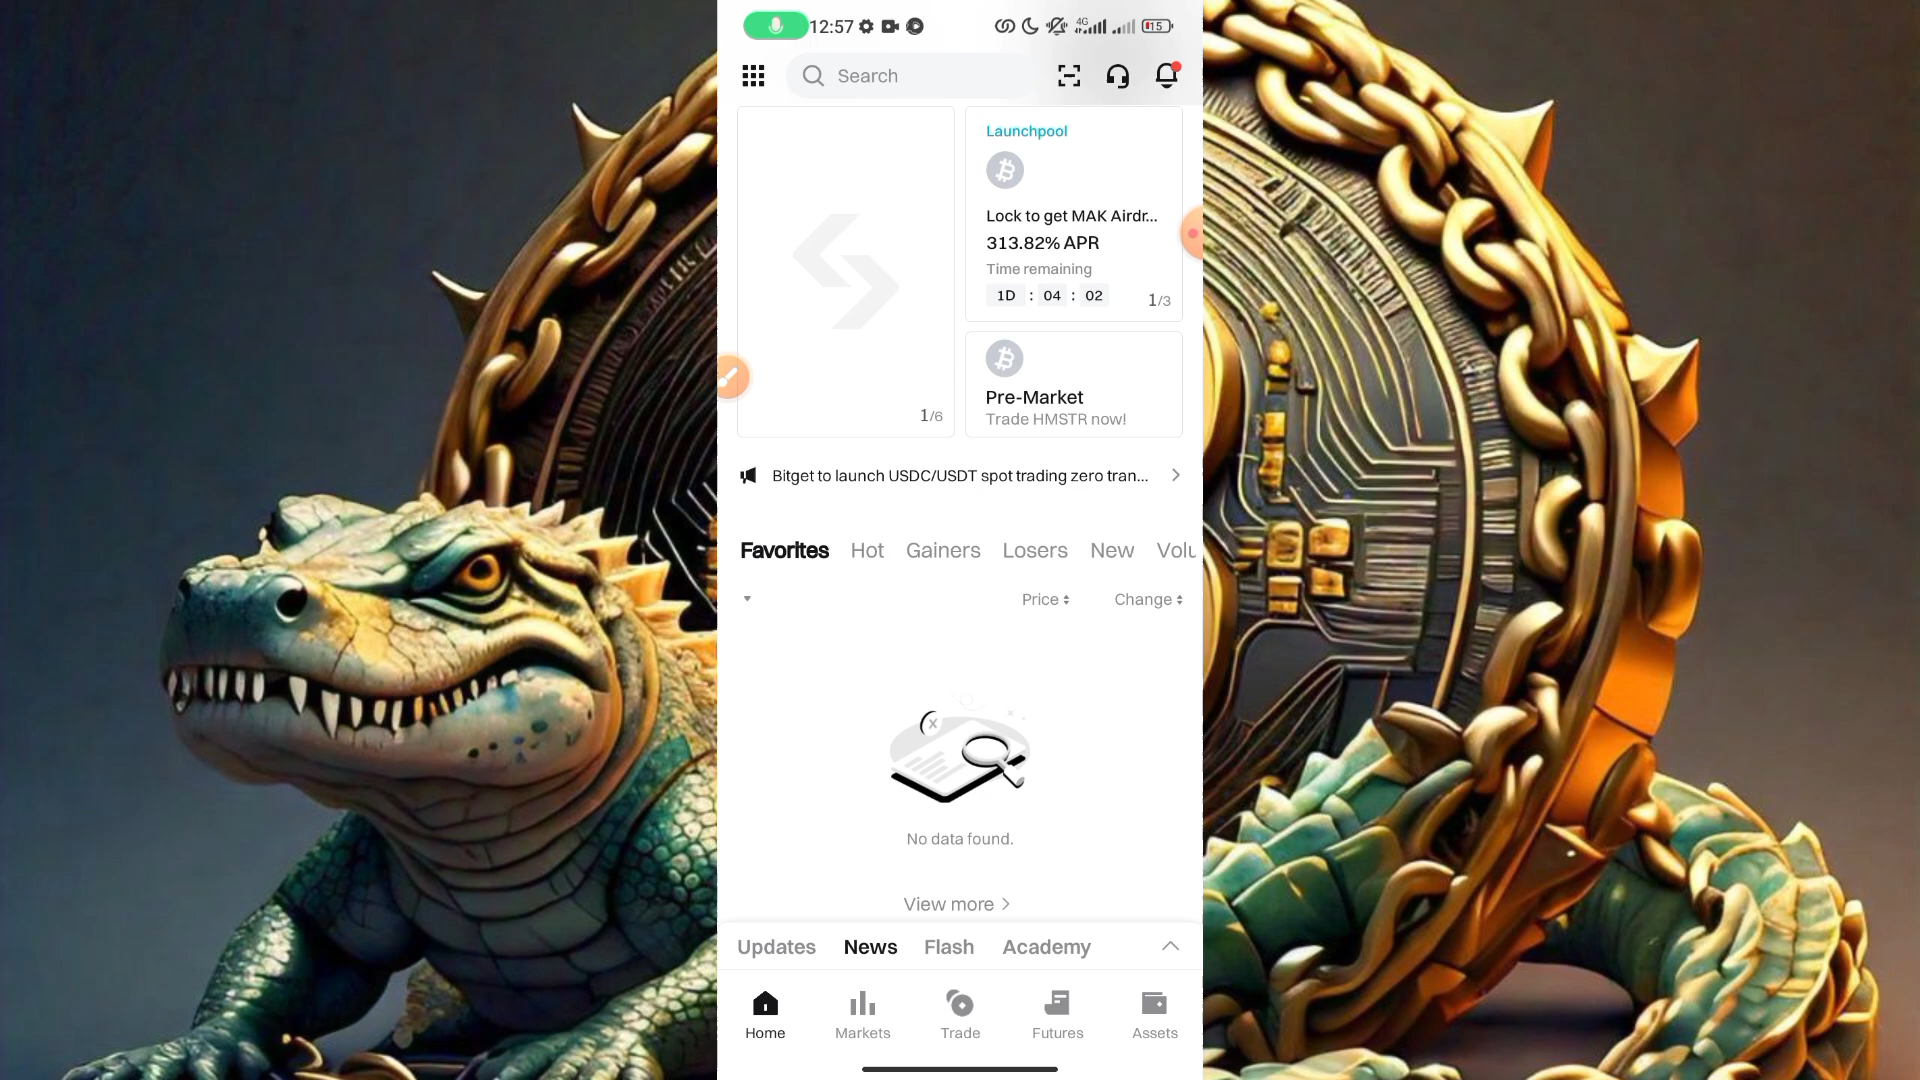 12:57
4G
15
Search
Launchpool
Lock to get MAK Airdr...
313.82% APR
Time remaining
1D : 04 : 02
1/3
1/6
Pre-Market
Trade HMSTR now!
Bitget to launch USDC/USDT spot trading zero tran...
Favorites Hot Gainers Losers New Volu
Price Change
No data found.
View more
Updates News Flash Academy
Home Markets Trade Futures Assets